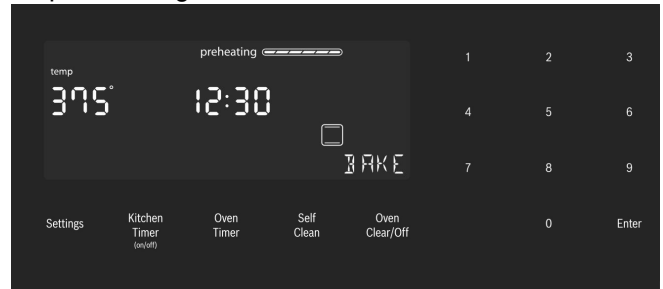 preheating
temp
375° 12:30
BAKE
1 2 3
4 5 6
7 8 9
0 Enter
Settings
Kitchen
Timer
(on/off)
Oven
Timer
Self
Clean
Oven
Clear/Off